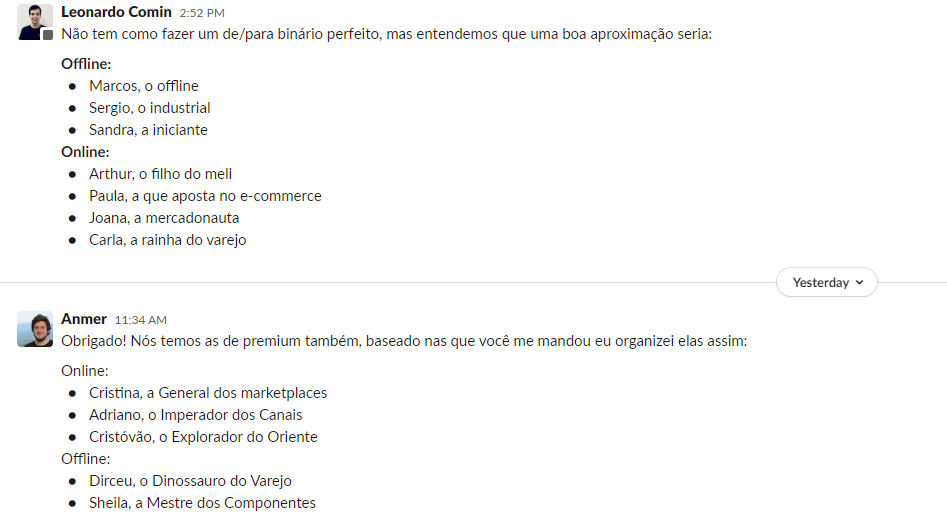 Leonardo Comin 2:52 PM
Não tem como fazer um de/para binário perfeito, mas entendemos que uma boa aproximação seria:
Offline:
• Marcos, o offline
• Sergio, o industrial
• Sandra, a iniciante
Online:
• Arthur, o filho do meli
• Paula, a que aposta no e-commerce
• Joana, a mercadonauta
• Carla, a rainha do varejo
Yesterday
Anmer 11:34 AM
Obrigado! Nós temos as de premium também, baseado nas que você me mandou eu organizei elas assim:
Online:
• Cristina, a General dos marketplaces
• Adriano, o Imperador dos Canais
• Cristóvão, o Explorador do Oriente
Offline:
• Dirceu, o Dinossauro do Varejo
• Sheila, a Mestre dos Componentes